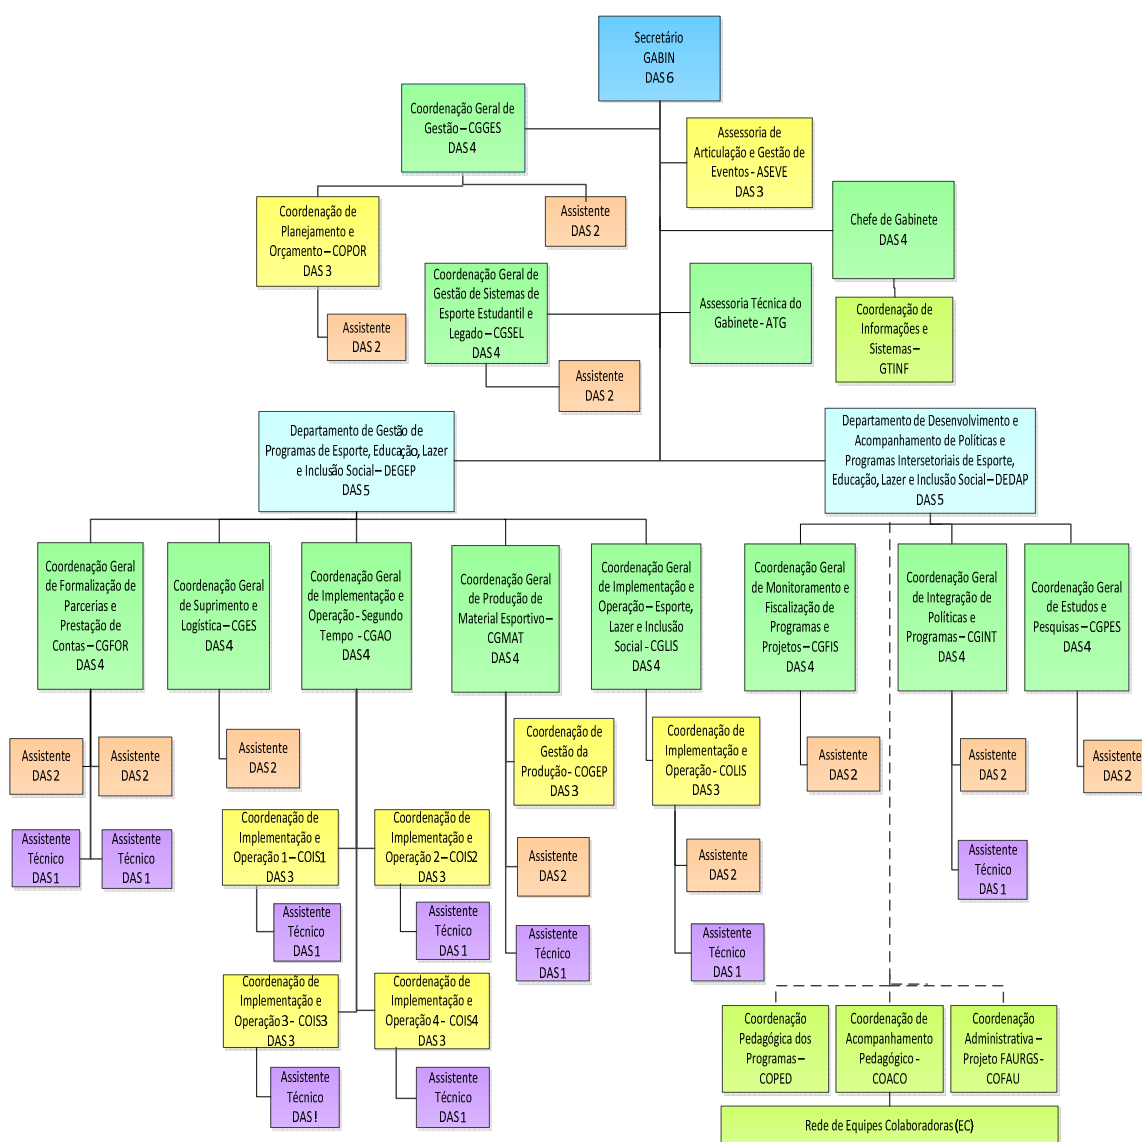 Secretário
GABIN
DAS 6
Coordenação Geral de
Gestão – CGGES
DAS 4
Assessoria de
Articulação e Gestão de
Eventos - ASEVE
DAS 3
Coordenação de
Planejamento e
Orçamento – COPOR
DAS 3
Assistente
DAS 2
Chefe de Gabinete
DAS 4
Coordenação Geral de
Gestão de Sistemas de
Esporte Estudantil e
Legado – CGSEL
DAS 4
Assessoria Técnica do
Gabinete - ATG
Coordenação de
Informações e
Sistemas –
GTINF
Assistente
DAS 2
Assistente
DAS 2
Departamento de Gestão de
Programas de Esporte, Educação, Lazer
e Inclusão Social – DEGEP
DAS 5
Departamento de Desenvolvimento e
Acompanhamento de Políticas e
Programas Intersetoriais de Esporte,
Educação, Lazer e Inclusão Social – DEDAP
DAS 5
Coordenação Geral
de Formalização de
Parcerias e
Prestação de
Contas – CGFOR
DAS 4
Coordenação Geral
de Suprimento e
Logística – CGES
DAS 4
Coordenação Geral
de Implementação e
Operação - Segundo
Tempo - CGAO
DAS 4
Coordenação Geral
de Produção de
Material Esportivo –
CGMAT
DAS 4
Coordenação Geral
de Implementação e
Operação – Esporte,
Lazer e Inclusão
Social - CGLIS
DAS 4
Coordenação Geral
de Monitoramento e
Fiscalização de
Programas e
Projetos – CGFIS
DAS 4
Coordenação Geral
de Integração de
Políticas e
Programas – CGINT
DAS 4
Coordenação Geral
de Estudos e
Pesquisas – CGPES
DAS 4
Assistente
DAS 2
Assistente
DAS 2
Assistente
DAS 2
Coordenação de
Gestão da
Produção - COGEP
DAS 3
Coordenação de
Implementação e
Operação - COLIS
DAS 3
Assistente
DAS 2
Assistente
DAS 2
Assistente
DAS 2
Assistente
Técnico
DAS 1
Assistente
Técnico
DAS 1
Coordenação de
Implementação e
Operação 1 – COIS1
DAS 3
Coordenação de
Implementação e
Operação 2 – COIS2
DAS 3
Assistente
DAS 2
Assistente
DAS 2
Assistente
Técnico
DAS 1
Assistente
Técnico
DAS 1
Assistente
Técnico
DAS 1
Assistente
Técnico
DAS 1
Assistente
Técnico
DAS 1
Coordenação de
Implementação e
Operação 3 - COIS3
DAS 3
Coordenação de
Implementação e
Operação 4 - COIS4
DAS 3
Assistente
Técnico
DAS !
Assistente
Técnico
DAS 1
Coordenação
Pedagógica dos
Programas –
COPED
Coordenação de
Acompanhamento
Pedagógico -
COACO
Coordenação
Administrativa –
Projeto FAURGS-
COFAU
Rede de Equipes Colaboradoras (EC)